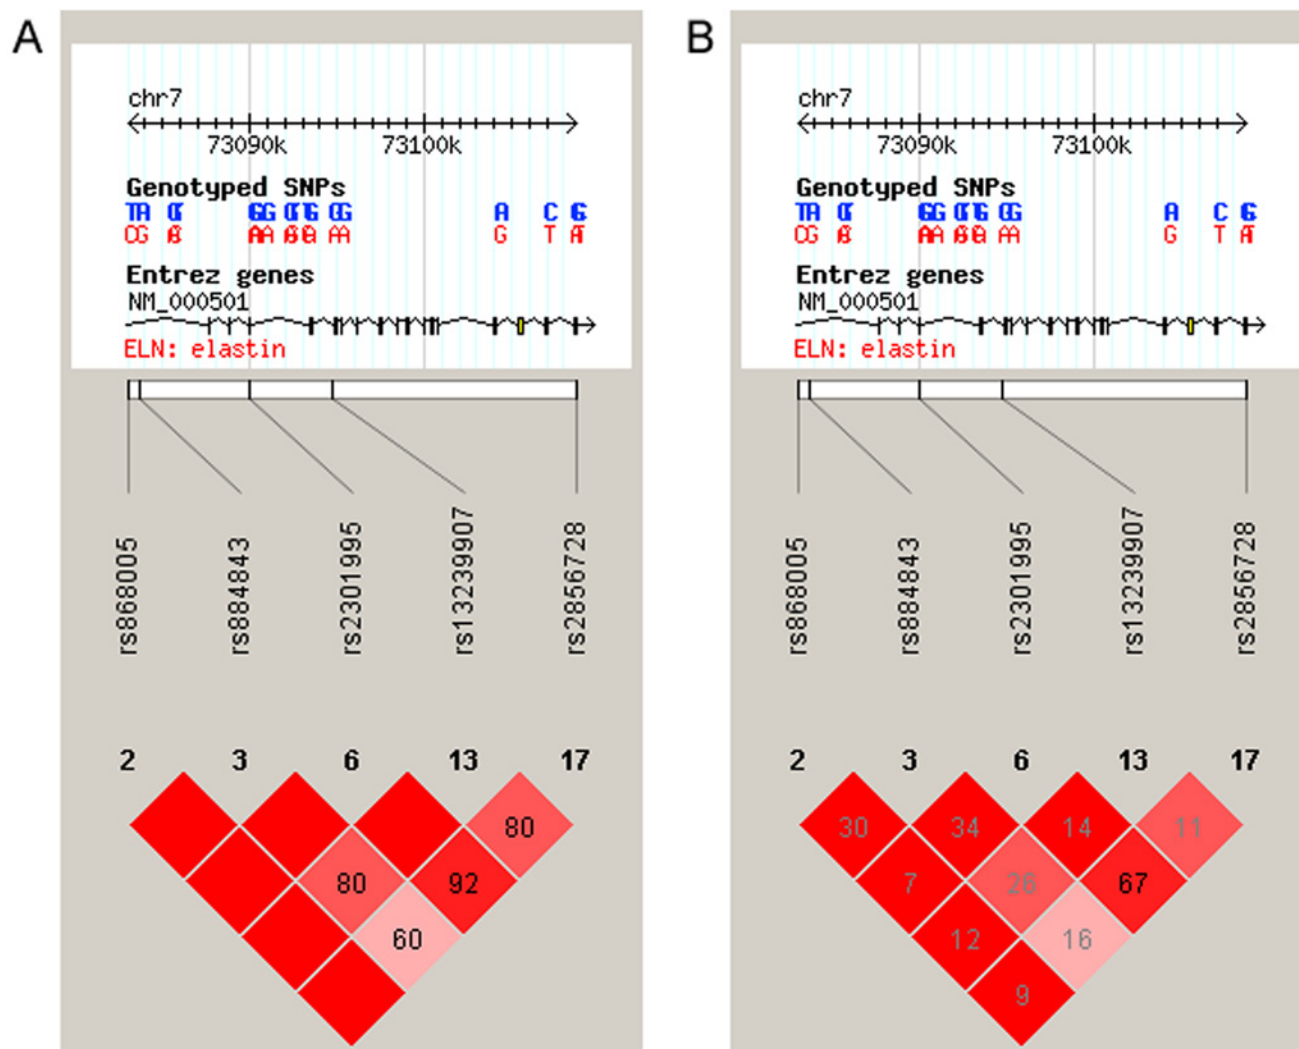 A
chr7
73090k 73100k
Genotyped SNPs
A C
G T
Entrez genes
NM_000501
ELN: elastin
rs868005
rs884843
rs2301995
rs13239907
rs2856728
2 3 6 13 17
80
80 92
60
B
chr7
73090k 73100k
Genotyped SNPs
A C
G T
Entrez genes
NM_000501
ELN: elastin
rs868005
rs884843
rs2301995
rs13239907
rs2856728
2 3 6 13 17
30 34 14 11
7 26 67
12 16
9